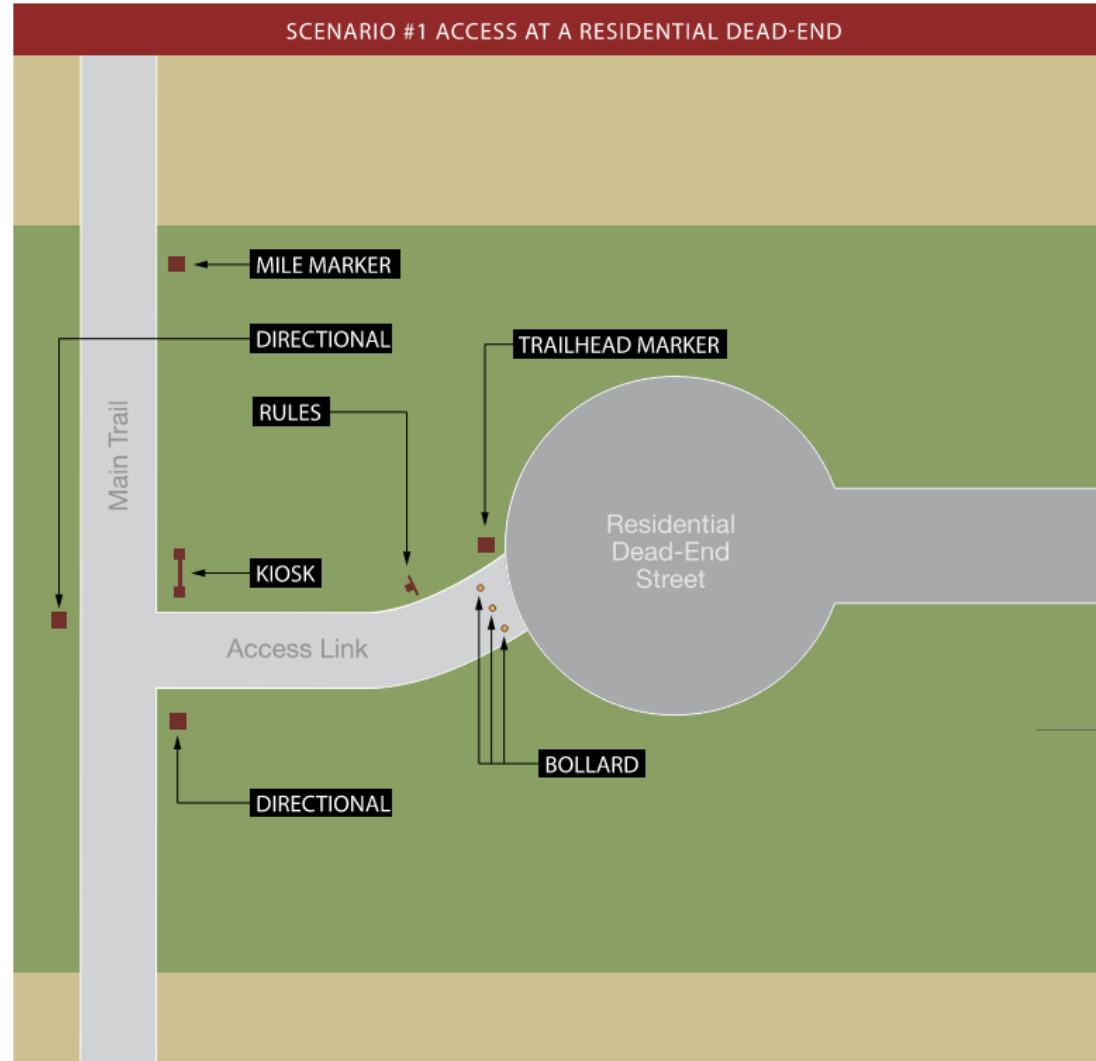 SCENARIO #1 ACCESS AT A RESIDENTIAL DEAD-END
MILE MARKER
DIRECTIONAL
TRAILHEAD MARKER
RULES
Main Trail
Residential
Dead-End
Street
KIOSK
Access Link
BOLLARD
DIRECTIONAL